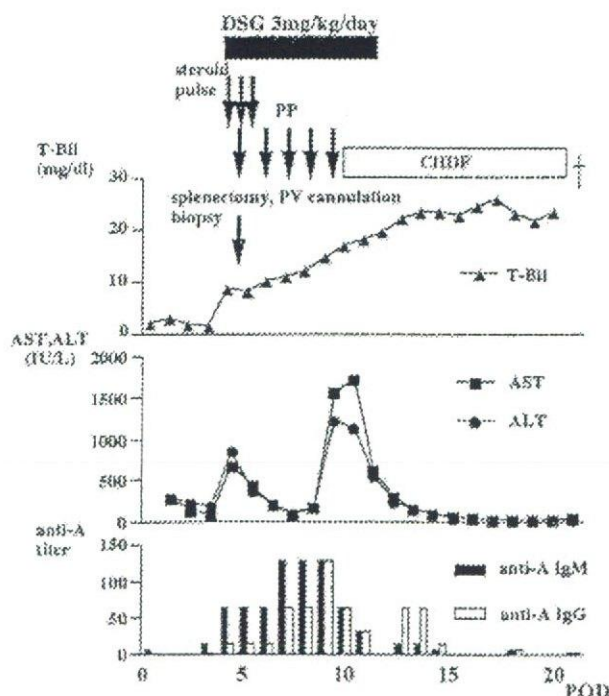 DSG 3mg/kg/day
steroid
pulse
PP
CHDF
T-Bil
(mg/dl)
30
20
10
0
splenectomy, PV cannulation
biopsy
T-Bil
AST,ALT
(IU/L)
2000
1500
1000
500
0
AST
ALT
anti-A
titer
150
100
50
0
anti-A IgM
anti-A IgG
0
5
10
15
20
POD